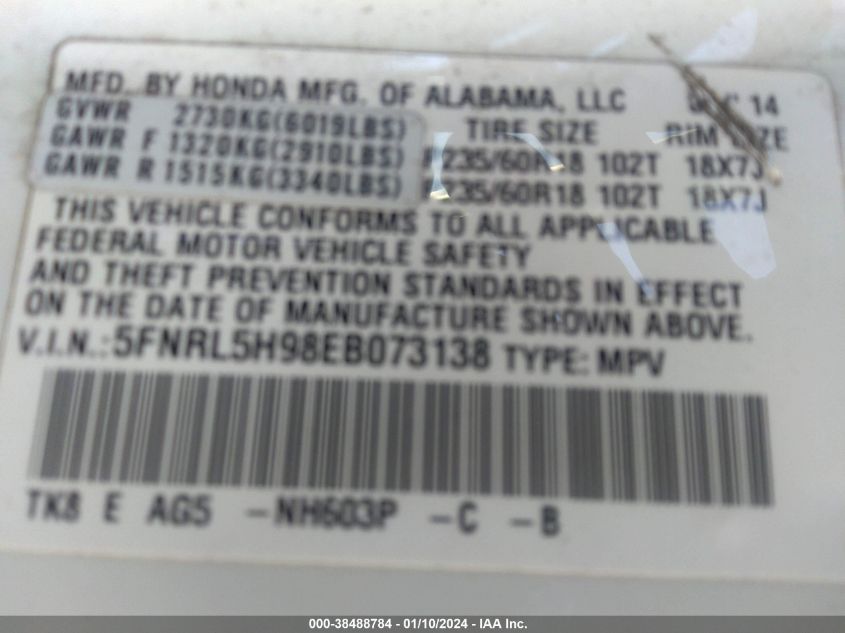 MFD. BY HONDA MFG. OF ALABAMA, LLC 14
GVWR 2730KG(6019LBS) TIRE SIZE RIM SIZE
GAWR F 1320KG(2910LBS) 235/60R18 102T 18X7J
GAWR R 1515KG(3340LBS) 235/60R18 102T 18X7J
THIS VEHICLE CONFORMS TO ALL APPLICABLE
FEDERAL MOTOR VEHICLE SAFETY
AND THEFT PREVENTION STANDARDS IN EFFECT
ON THE DATE OF MANUFACTURE SHOWN ABOVE.
V.I.N.: 5FNRL5H98EB073138 TYPE: MPV
TK8 E AG5 -NH603P -C -B
000-38488784 - 01/10/2024 - IAA Inc.